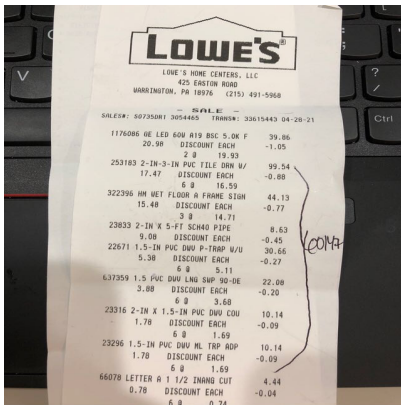 LOWE'S®
LOWE'S HOME CENTERS, LLC
425 EASTON ROAD
WARRINGTON, PA 18976 (215) 491-5968
- SALE -
SALES#: S0735DR1 3054465 TRANS#: 33615443 04-28-21
1176086 GE LED 60W A19 BSC 5.0K F 39.86
20.98 DISCOUNT EACH -1.05
2 @ 19.93
253183 2-IN-3-IN PVC TILE DRN W/ 99.54
17.47 DISCOUNT EACH -0.88
6 @ 16.59
322396 HM WET FLOOR A FRAME SIGN 44.13
15.48 DISCOUNT EACH -0.77
3 @ 14.71
23833 2-IN X 5-FT SCH40 PIPE 8.63
9.08 DISCOUNT EACH -0.45
22671 1.5-IN PVC DWV P-TRAP W/U 30.66
5.38 DISCOUNT EACH -0.27
6 @ 5.11
637359 1.5 PVC DWV LNG SWP 90-DE 22.08
3.88 DISCOUNT EACH -0.20
6 @ 3.68
23316 2-IN X 1.5-IN PVC DWV COU 10.14
1.78 DISCOUNT EACH -0.09
6 @ 1.69
23296 1.5-IN PVC DWV ML TRP ADP 10.14
1.78 DISCOUNT EACH -0.09
6 @ 1.69
66078 LETTER A 1 1/2 INANG CUT 4.44
0.78 DISCOUNT EACH -0.04
6 @ 0.74
V
?
/
Ctrl